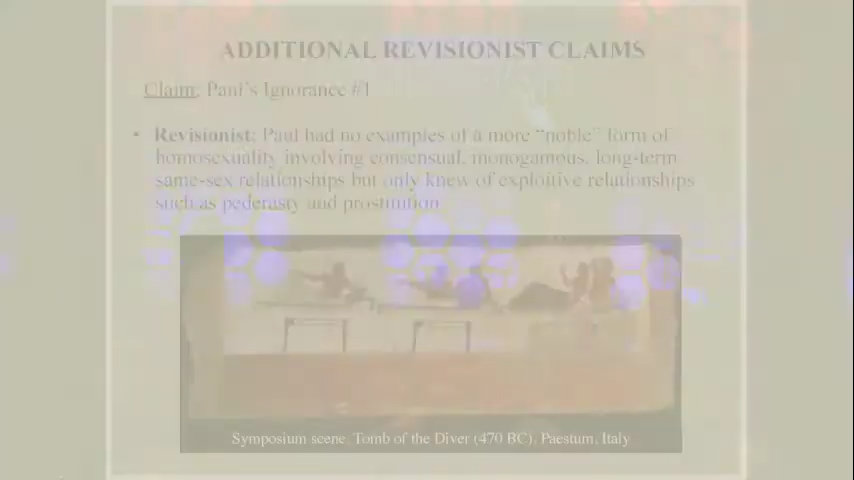 ADDITIONAL REVISIONIST CLAIMS
Claim: Paul's Ignorance #1
• Revisionist: Paul had no examples of a more "noble" form of
homosexuality involving consensual, monogamous, long-term
same-sex relationships but only knew of exploitive relationships
such as pederasty and prostitution
Symposium scene, Tomb of the Diver (470 BC), Paestum, Italy